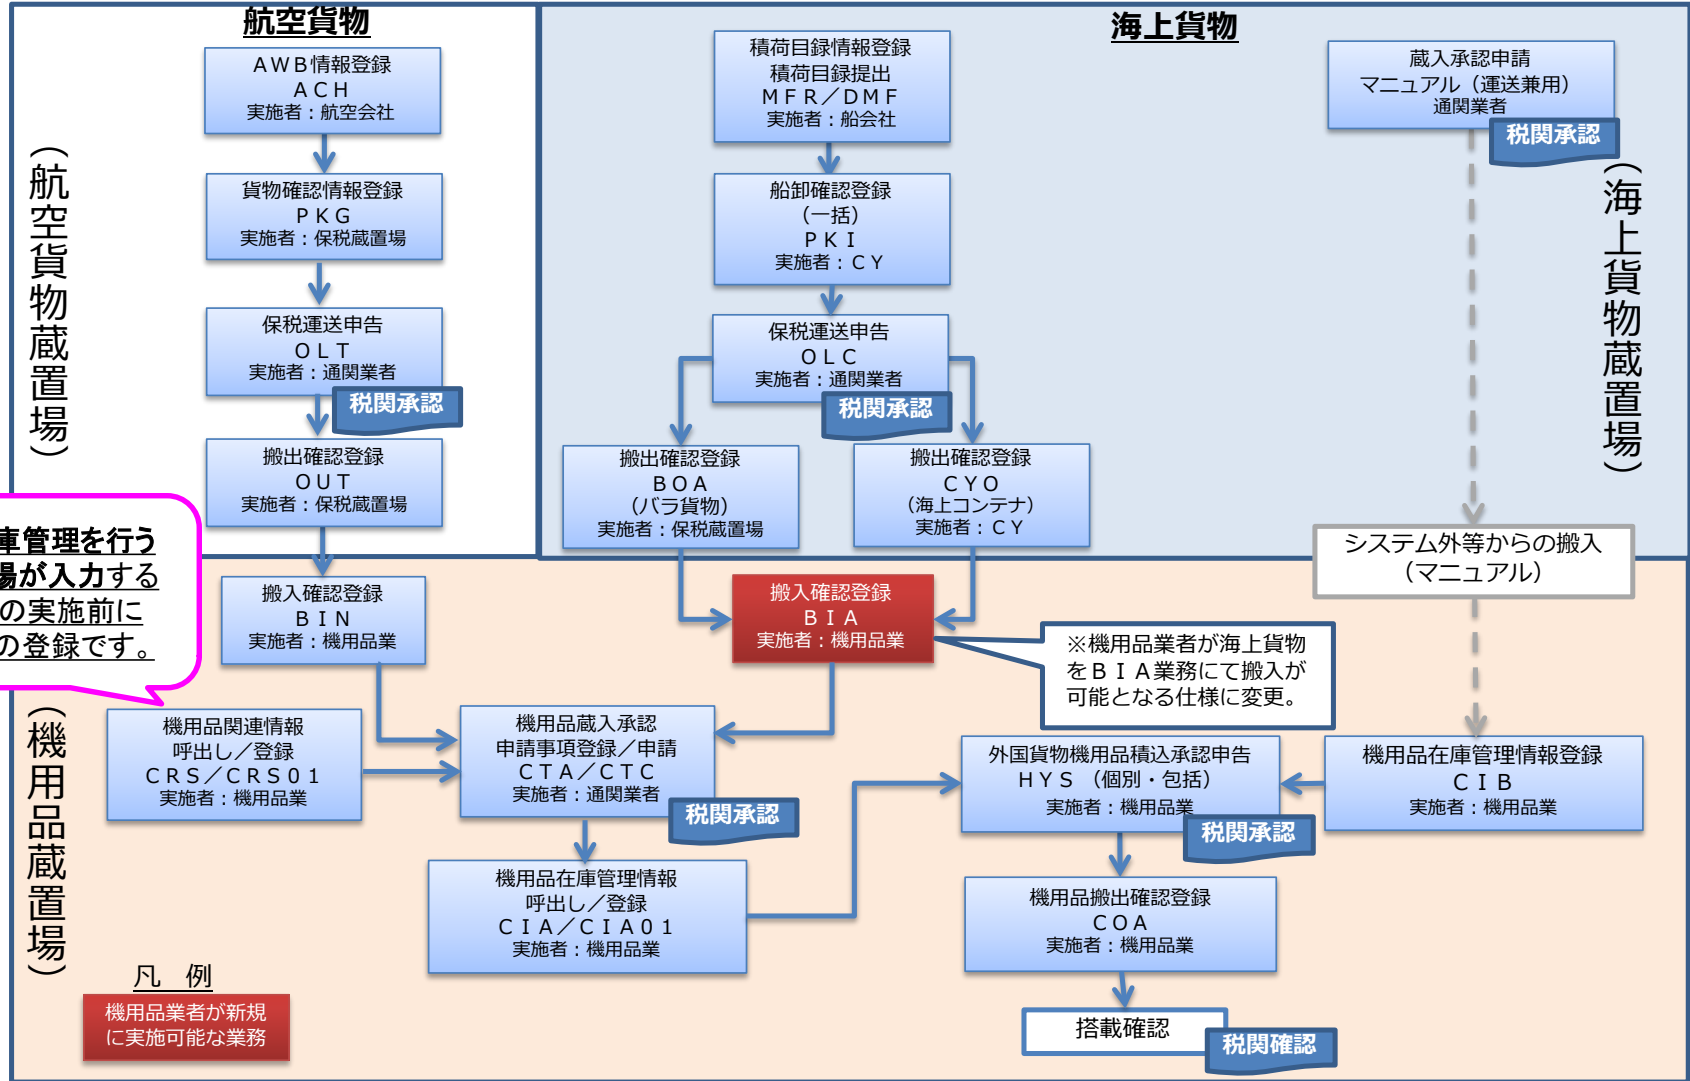 航空貨物
AWB情報登録
ACH
実施者：航空会社
貨物確認情報登録
PKG
実施者：保税蔵置場
保税運送申告
OLT
実施者：通関業者
税関承認
搬出確認登録
OUT
実施者：保税蔵置場
（航空貨物蔵置場）
海上貨物
積荷目録情報登録
積荷目録提出
MFR／DMF
実施者：船会社
船卸確認登録
（一括）
PKI
実施者：CY
保税運送申告
OLC
実施者：通関業者
税関承認
搬出確認登録
BOA
（バラ貨物）
実施者：保税蔵置場
搬出確認登録
CYO
（海上コンテナ）
実施者：CY
蔵入承認申請
マニュアル（運送兼用）
通関業者
税関承認
（海上貨物蔵置場）
システム外等からの搬入
（マニュアル）
庫管理を行う
場が入力する
の実施前に
の登録です。
搬入確認登録
BIN
実施者：機用品業
搬入確認登録
BIA
実施者：機用品業
※機用品業者が海上貨物
をBIA業務にて搬入が
可能となる仕様に変更。
（機用品蔵置場）
機用品関連情報
呼出し／登録
CRS／CRS01
実施者：機用品業
機用品蔵入承認
申請事項登録／申請
CTA／CTC
実施者：通関業者
税関承認
機用品在庫管理情報
呼出し／登録
CIA／CIA01
実施者：機用品業
外国貨物機用品積込承認申告
HYS（個別・包括）
実施者：機用品業
税関承認
機用品在庫管理情報登録
CIB
実施者：機用品業
機用品搬出確認登録
COA
実施者：機用品業
搭載確認
税関確認
凡　例
機用品業者が新規
に実施可能な業務